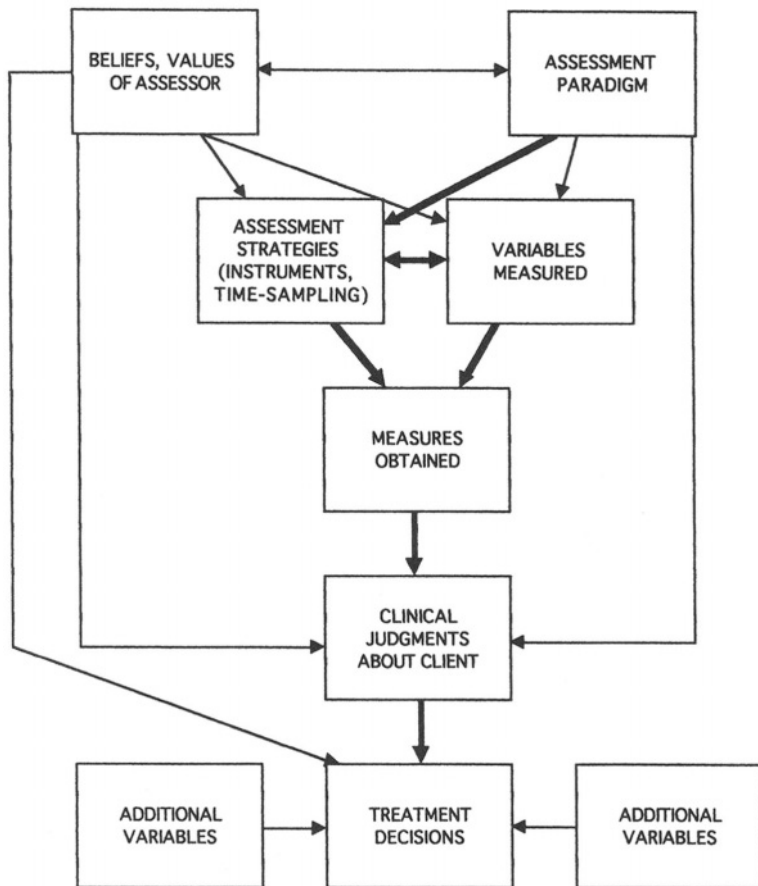 BELIEFS, VALUES
OF ASSESSOR
ASSESSMENT
PARADIGM
ASSESSMENT
STRATEGIES
(INSTRUMENTS,
TIME-SAMPLING)
VARIABLES
MEASURED
MEASURES
OBTAINED
CLINICAL
JUDGMENTS
ABOUT CLIENT
ADDITIONAL
VARIABLES
TREATMENT
DECISIONS
ADDITIONAL
VARIABLES